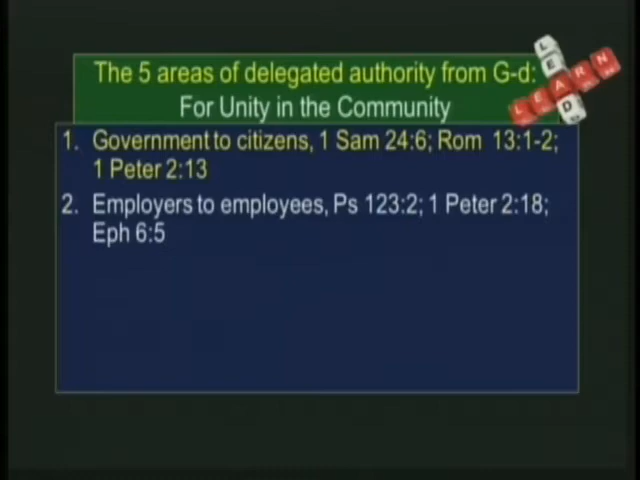 The 5 areas of delegated authority from G-d:
For Unity in the Community
LEARN
LEAD
1. Government to citizens, 1 Sam 24:6; Rom 13:1-2;
1 Peter 2:13
2. Employers to employees, Ps 123:2; 1 Peter 2:18;
Eph 6:5